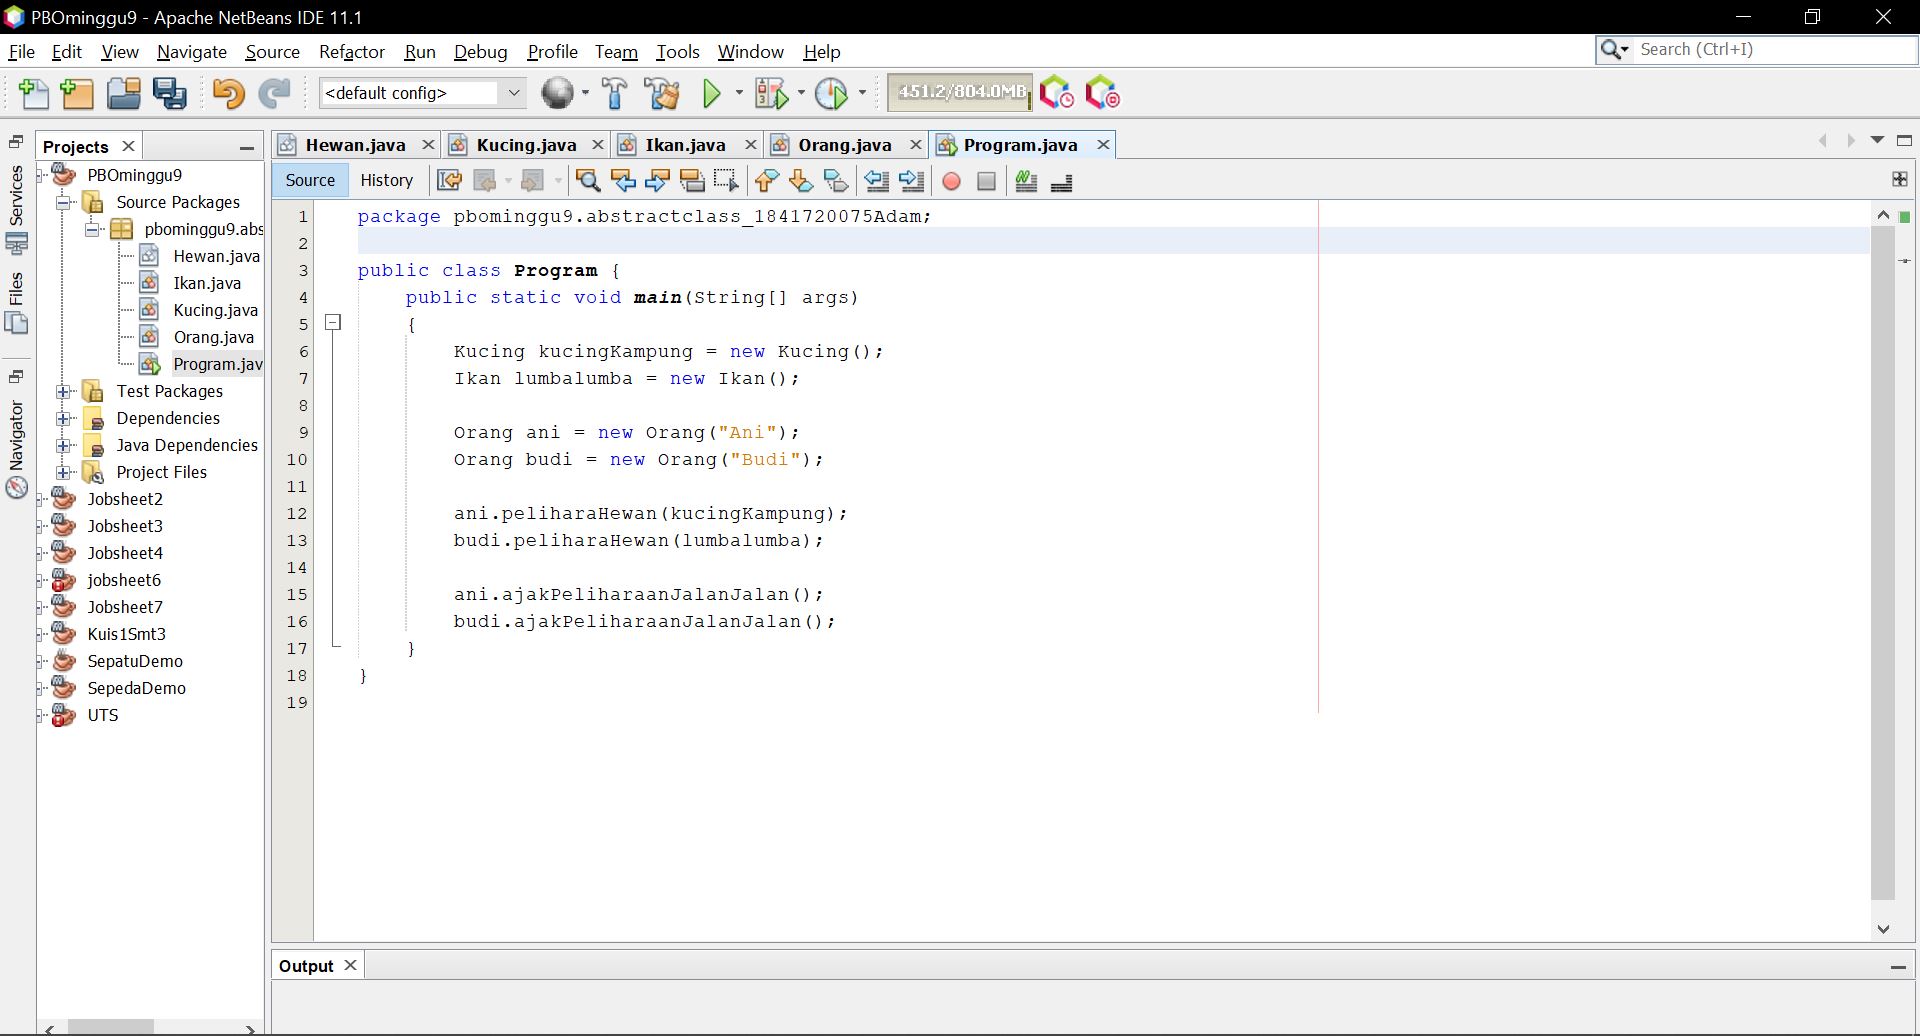 PBOminggu9 - Apache NetBeans IDE 11.1
File Edit View Navigate Source Refactor Run Debug Profile Team Tools Window Help
Search (Ctrl+I)
<default config>
451.2/804.0MB
Services
Files
Navigator
Projects
PBOminggu9
Source Packages
pbominggu9.abs
Hewan.java
Ikan.java
Kucing.java
Orang.java
Program.jav
Test Packages
Dependencies
Java Dependencies
Project Files
Jobsheet2
Jobsheet3
Jobsheet4
jobsheet6
Jobsheet7
Kuis1Smt3
SepatuDemo
SepedaDemo
UTS
Hewan.java Kucing.java Ikan.java Orang.java Program.java
Source History
1 package pbominggu9.abstractclass_1841720075Adam;
2
3 public class Program {
4 public static void main(String[] args)
5 {
6 Kucing kucingKampung = new Kucing();
7 Ikan lumbalumba = new Ikan();
8
9 Orang ani = new Orang("Ani");
10 Orang budi = new Orang("Budi");
11
12 ani.peliharaHewan(kucingKampung);
13 budi.peliharaHewan(lumbalumba);
14
15 ani.ajakPeliharaanJalanJalan();
16 budi.ajakPeliharaanJalanJalan();
17 }
18 }
19
Output